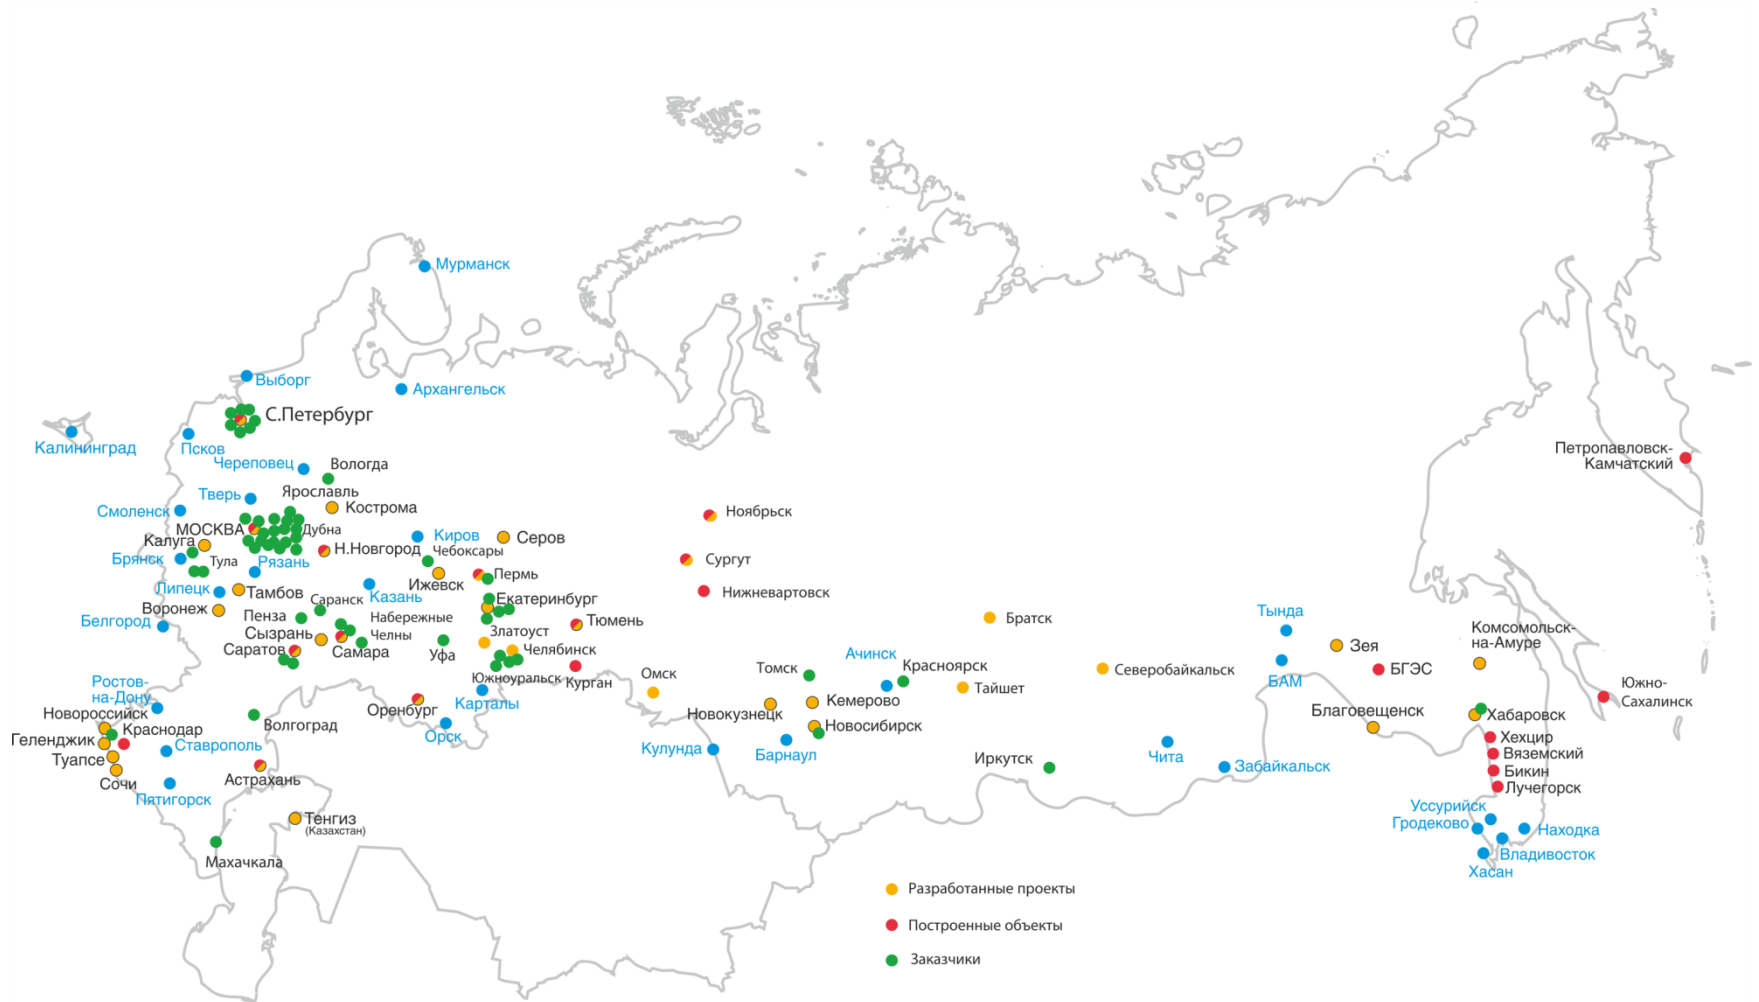 Мурманск
Выборг
Архангельск
С.Петербург
Калининград
Псков
Череповец
Вологда
Тверь
Ярославль
Смоленск
Кострома
МОСКВА
Дубна
Калуга
Н.Новгород
Киров
Серов
Чебоксары
Брянск
Тула
Рязань
Пермь
Ижевск
Липецк
Тамбов
Казань
Саранск
Екатеринбург
Воронеж
Пенза
Набережные
Челны
Белгород
Сызрань
Самара
Саратов
Уфа
Златоуст
Челябинск
Тюмень
Южноуральск
Курган
Ноябрьск
Сургут
Нижневартовск
Ростов-
на-Дону
Новороссийск
Краснодар
Волгоград
Оренбург
Карталы
Орск
Геленджик
Ставрополь
Туапсе
Сочи
Астрахань
Пятигорск
Тенгиз
(Казахстан)
Махачкала
Омск
Томск
Ачинск
Красноярск
Братск
Тайшет
Северобайкальск
Новокузнецк
Кемерово
Новосибирск
Кулунда
Барнаул
Иркутск
Чита
Забайкальск
Тында
БАМ
Зея
БГЭС
Благовещенск
Комсомольск-
на-Амуре
Хабаровск
Хехцир
Вяземский
Бикин
Лучегорск
Уссурийск
Гродеково
Находка
Владивосток
Хасан
Петропавловск-
Камчатский
Южно-
Сахалинск
Разработанные проекты
Построенные объекты
Заказчики